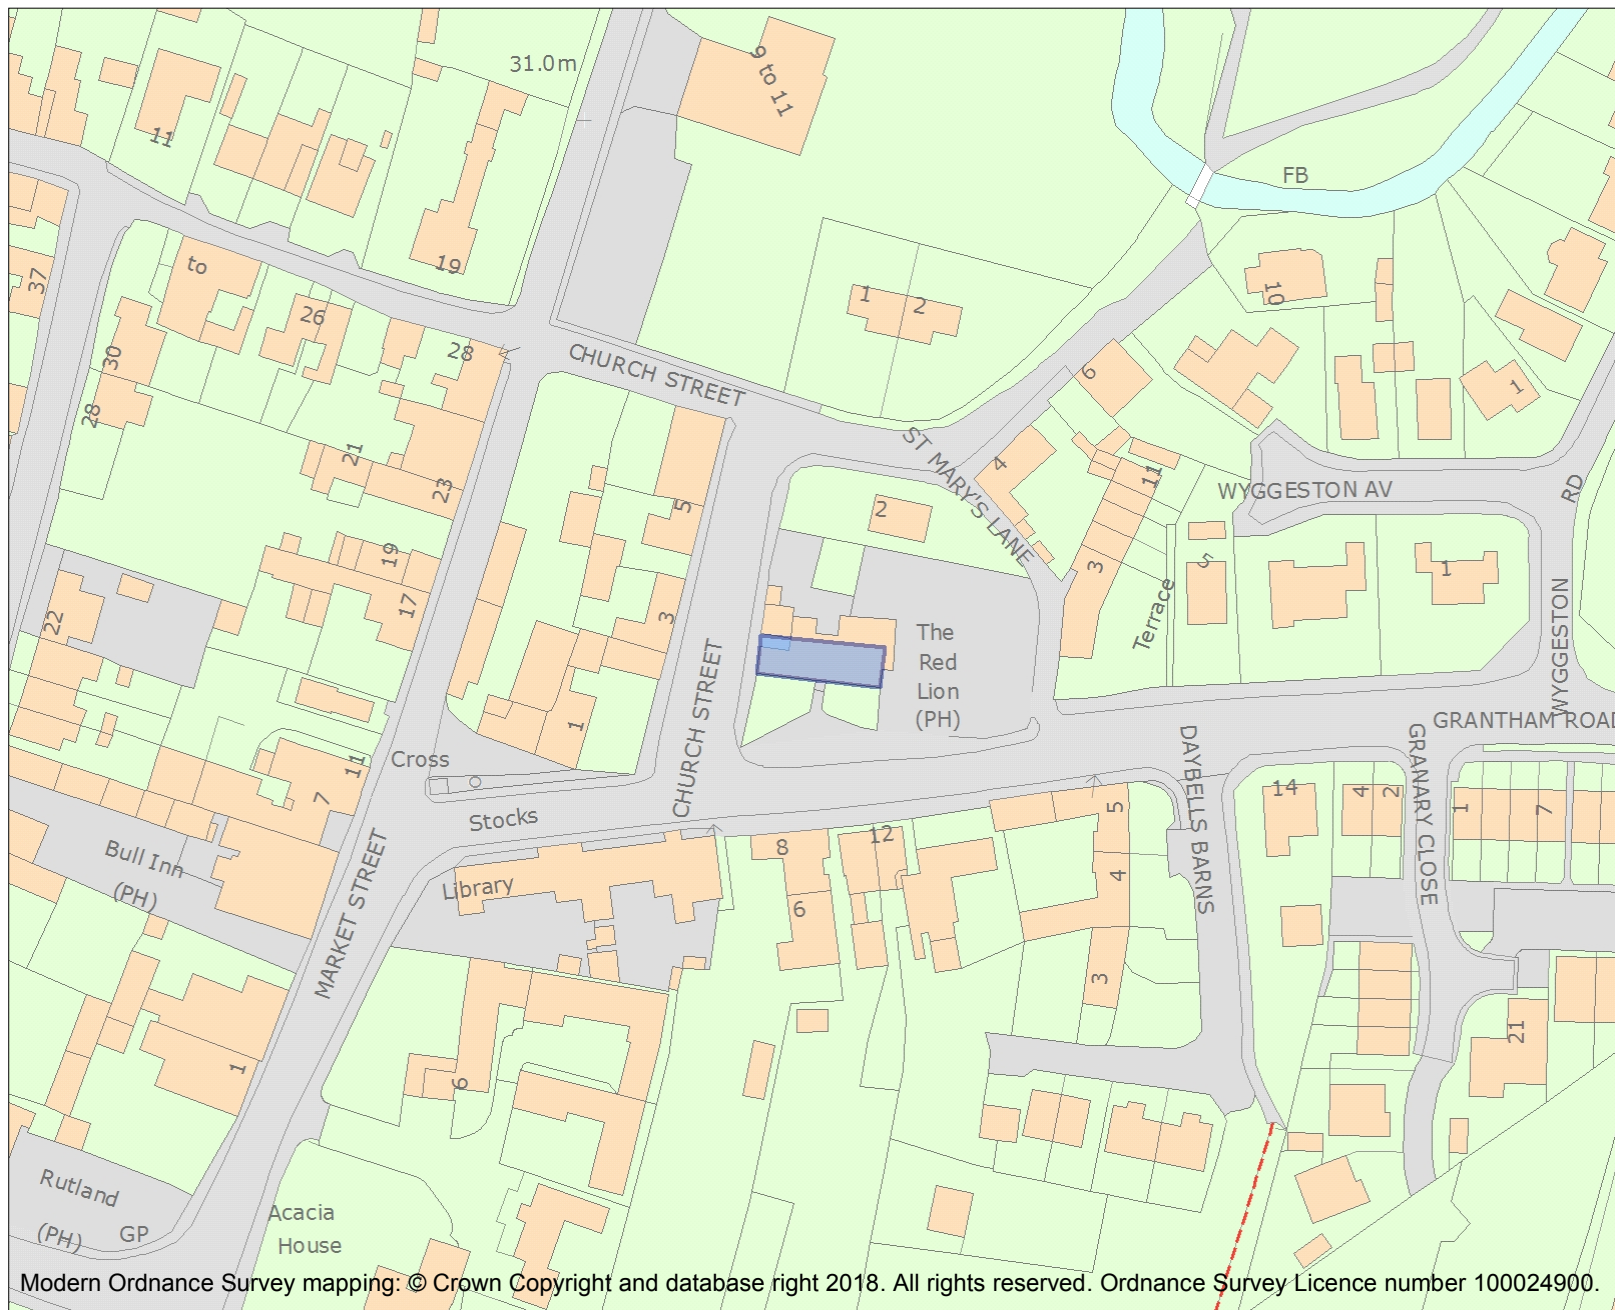 31.0m
9 to 11
11
FB
to
19
37
1
2
10
26
28
30
CHURCH STREET
6
1
28
ST MARY'S LANE
4
21
11
23
WYGGESTON AV
RD
5
2
19
5
1
3
17
22
3
Terrace
WYGGESTON
The
Red
Lion
(PH)
CHURCH STREET
1
GRANTHAM ROAD
Cross
11
7
DAYBELLS BARNS
GRANARY CLOSE
14
4
2
1
7
5
Stocks
8
12
Bull Inn
(PH)
MARKET STREET
Library
6
4
3
21
1
6
Rutland
(PH)
GP
Acacia
House
Modern Ordnance Survey mapping: © Crown Copyright and database right 2018. All rights reserved. Ordnance Survey Licence number 100024900.